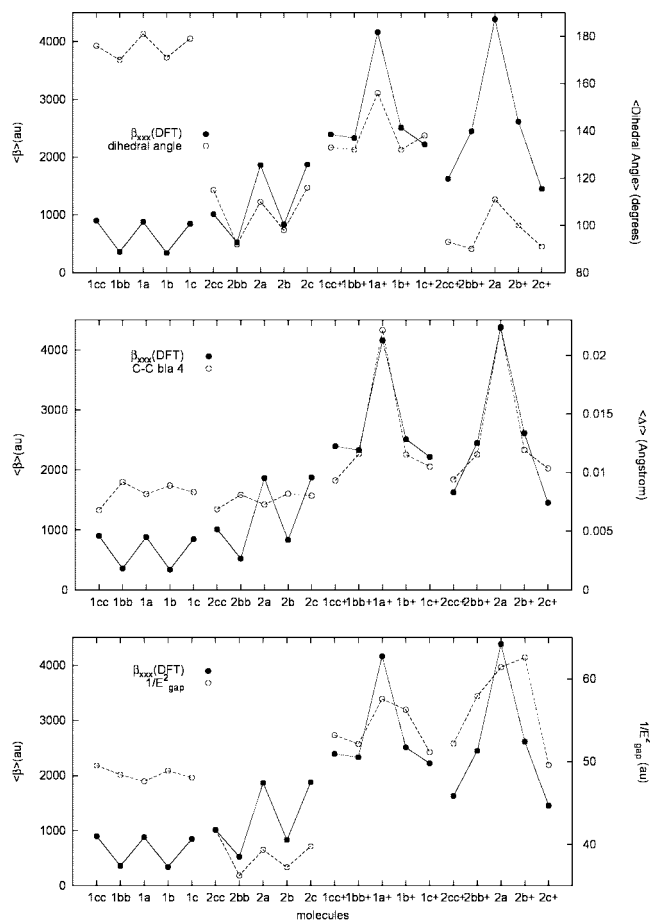 4000
3000
2000
1000
0
<β>(au)
βxxx(DFT)
dihedral angle
180
160
140
120
100
80
<Dihedral Angle> (degrees)
1cc 1bb 1a 1b 1c 2cc 2bb 2a 2b 2c 1cc+ 1bb+ 1a+ 1b+ 1c+ 2cc+ 2bb+ 2a 2b+ 2c+
4000
3000
2000
1000
0
<β>(au)
βxxx(DFT)
C-C bla 4
0.02
0.015
0.01
0.005
0
<Δr> (Angstrom)
1cc 1bb 1a 1b 1c 2cc 2bb 2a 2b 2c 1cc+ 1bb+ 1a+ 1b+ 1c+ 2cc+ 2bb+ 2a 2b+ 2c+
4000
3000
2000
1000
0
<β>(au)
βxxx(DFT)
1/E²gap
60
50
40
1/E²gap (au)
1cc 1bb 1a 1b 1c 2cc 2bb 2a 2b 2c 1cc+ 1bb+ 1a+ 1b+ 1c+ 2cc+ 2bb+ 2a 2b+ 2c+
molecules